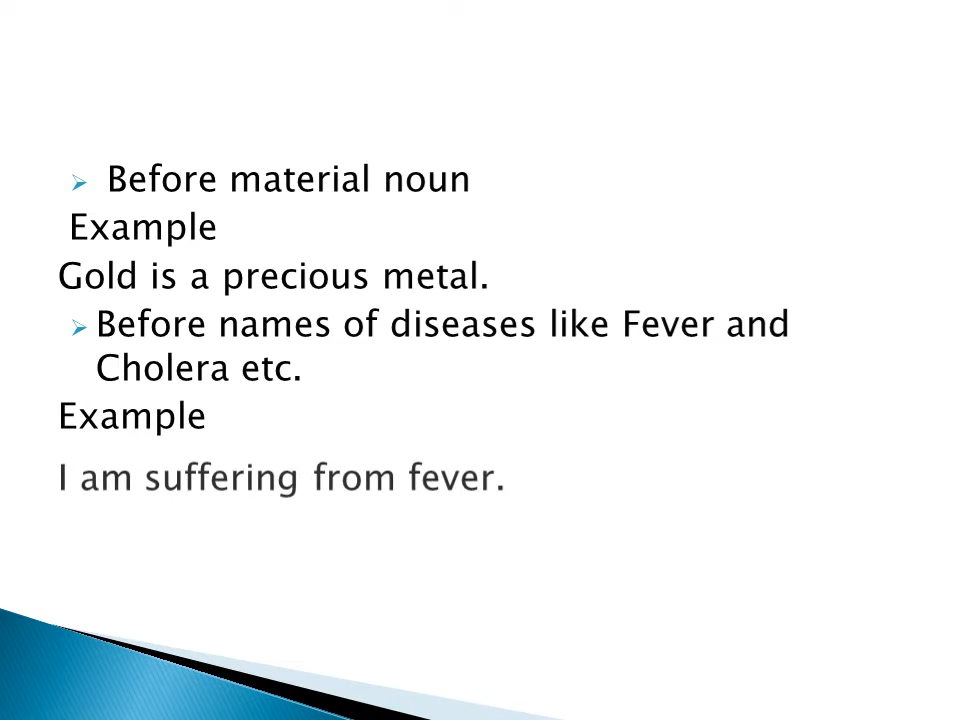 ➢ Before material noun
Example
Gold is a precious metal.
➢ Before names of diseases like Fever and
Cholera etc.
Example
I am suffering from fever.